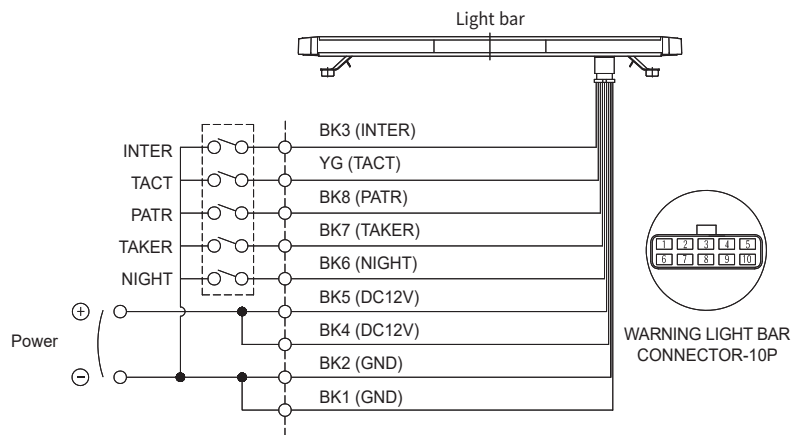 Light bar
INTER
TACT
PATR
TAKER
NIGHT
BK3 (INTER)
YG (TACT)
BK8 (PATR)
BK7 (TAKER)
BK6 (NIGHT)
BK5 (DC12V)
BK4 (DC12V)
BK2 (GND)
BK1 (GND)
Power
+
−
1 2 3 4 5
6 7 8 9 10
WARNING LIGHT BAR
CONNECTOR-10P